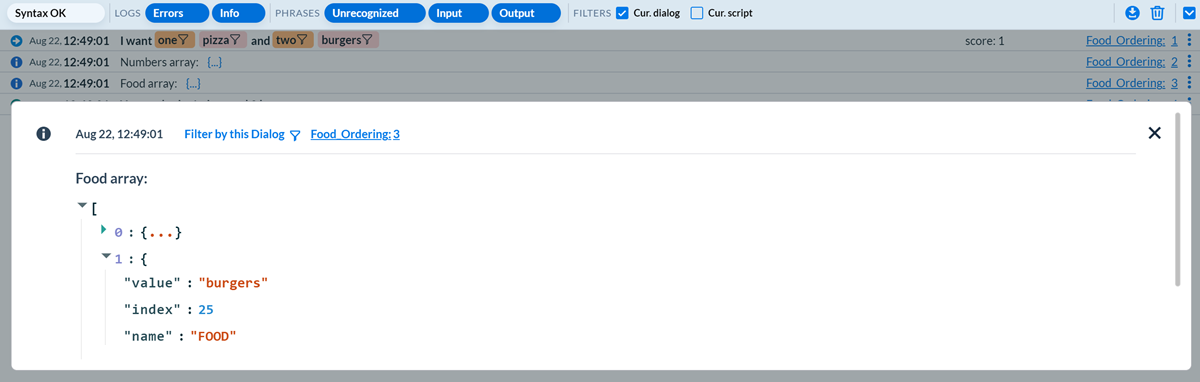 Syntax OK LOGS Errors Info PHRASES Unrecognized Input Output FILTERS Cur. dialog Cur. script
Aug 22, 12:49:01 I want one pizza and two burgers score: 1 Food_Ordering: 1
Aug 22, 12:49:01 Numbers array: {...} Food_Ordering: 2
Aug 22, 12:49:01 Food array: {...} Food_Ordering: 3
Aug 22, 12:49:01 Filter by this Dialog Food_Ordering: 3
Food array:
[
0 : {...}
1 : {
"value" : "burgers"
"index" : 25
"name" : "FOOD"